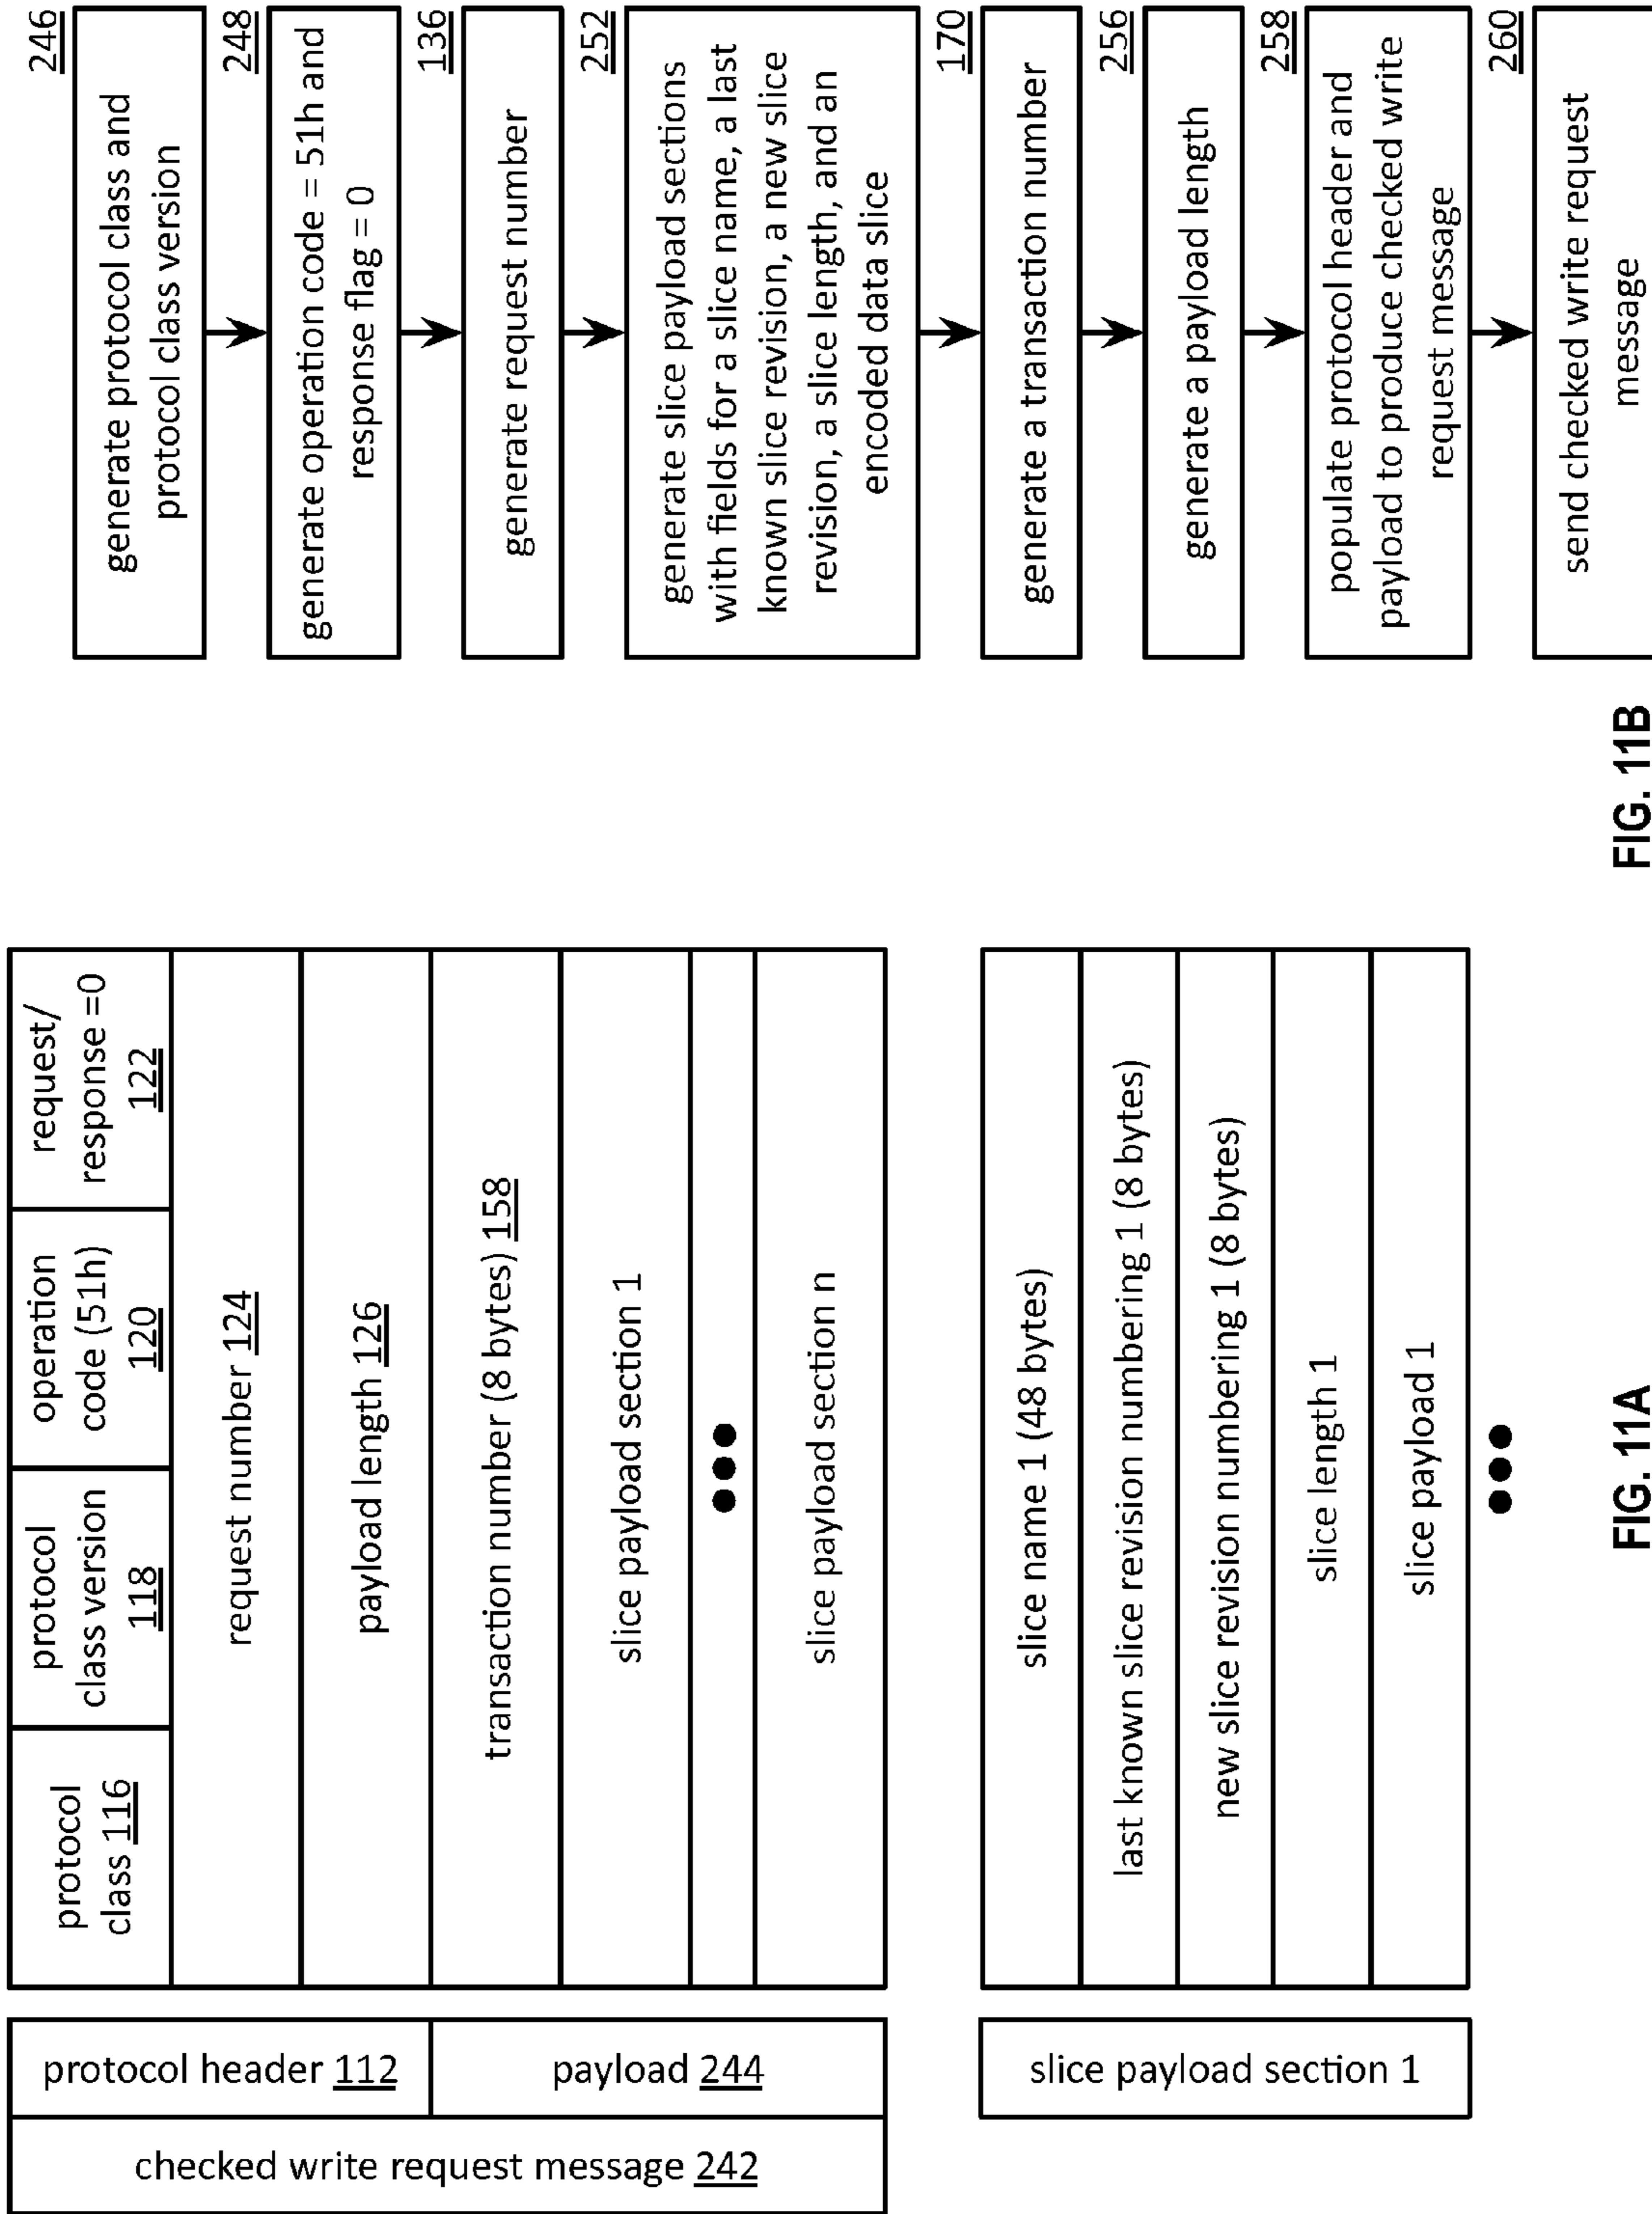 checked write request message 242
protocol header 112
payload 244
protocol
class 116
protocol
class version
118
operation
code (51h)
120
request/
response =0
122
request number 124
payload length 126
transaction number (8 bytes) 158
slice payload section 1
●●●
slice payload section n
slice payload section 1
slice name 1 (48 bytes)
last known slice revision numbering 1 (8 bytes)
new slice revision numbering 1 (8 bytes)
slice length 1
slice payload 1
●●●
FIG. 11A
246
generate protocol class and
protocol class version
248
generate operation code = 51h and
response flag = 0
136
generate request number
252
generate slice payload sections
with fields for a slice name, a last
known slice revision, a new slice
revision, a slice length, and an
encoded data slice
170
generate a transaction number
256
generate a payload length
258
populate protocol header and
payload to produce checked write
request message
260
send checked write request
message
FIG. 11B